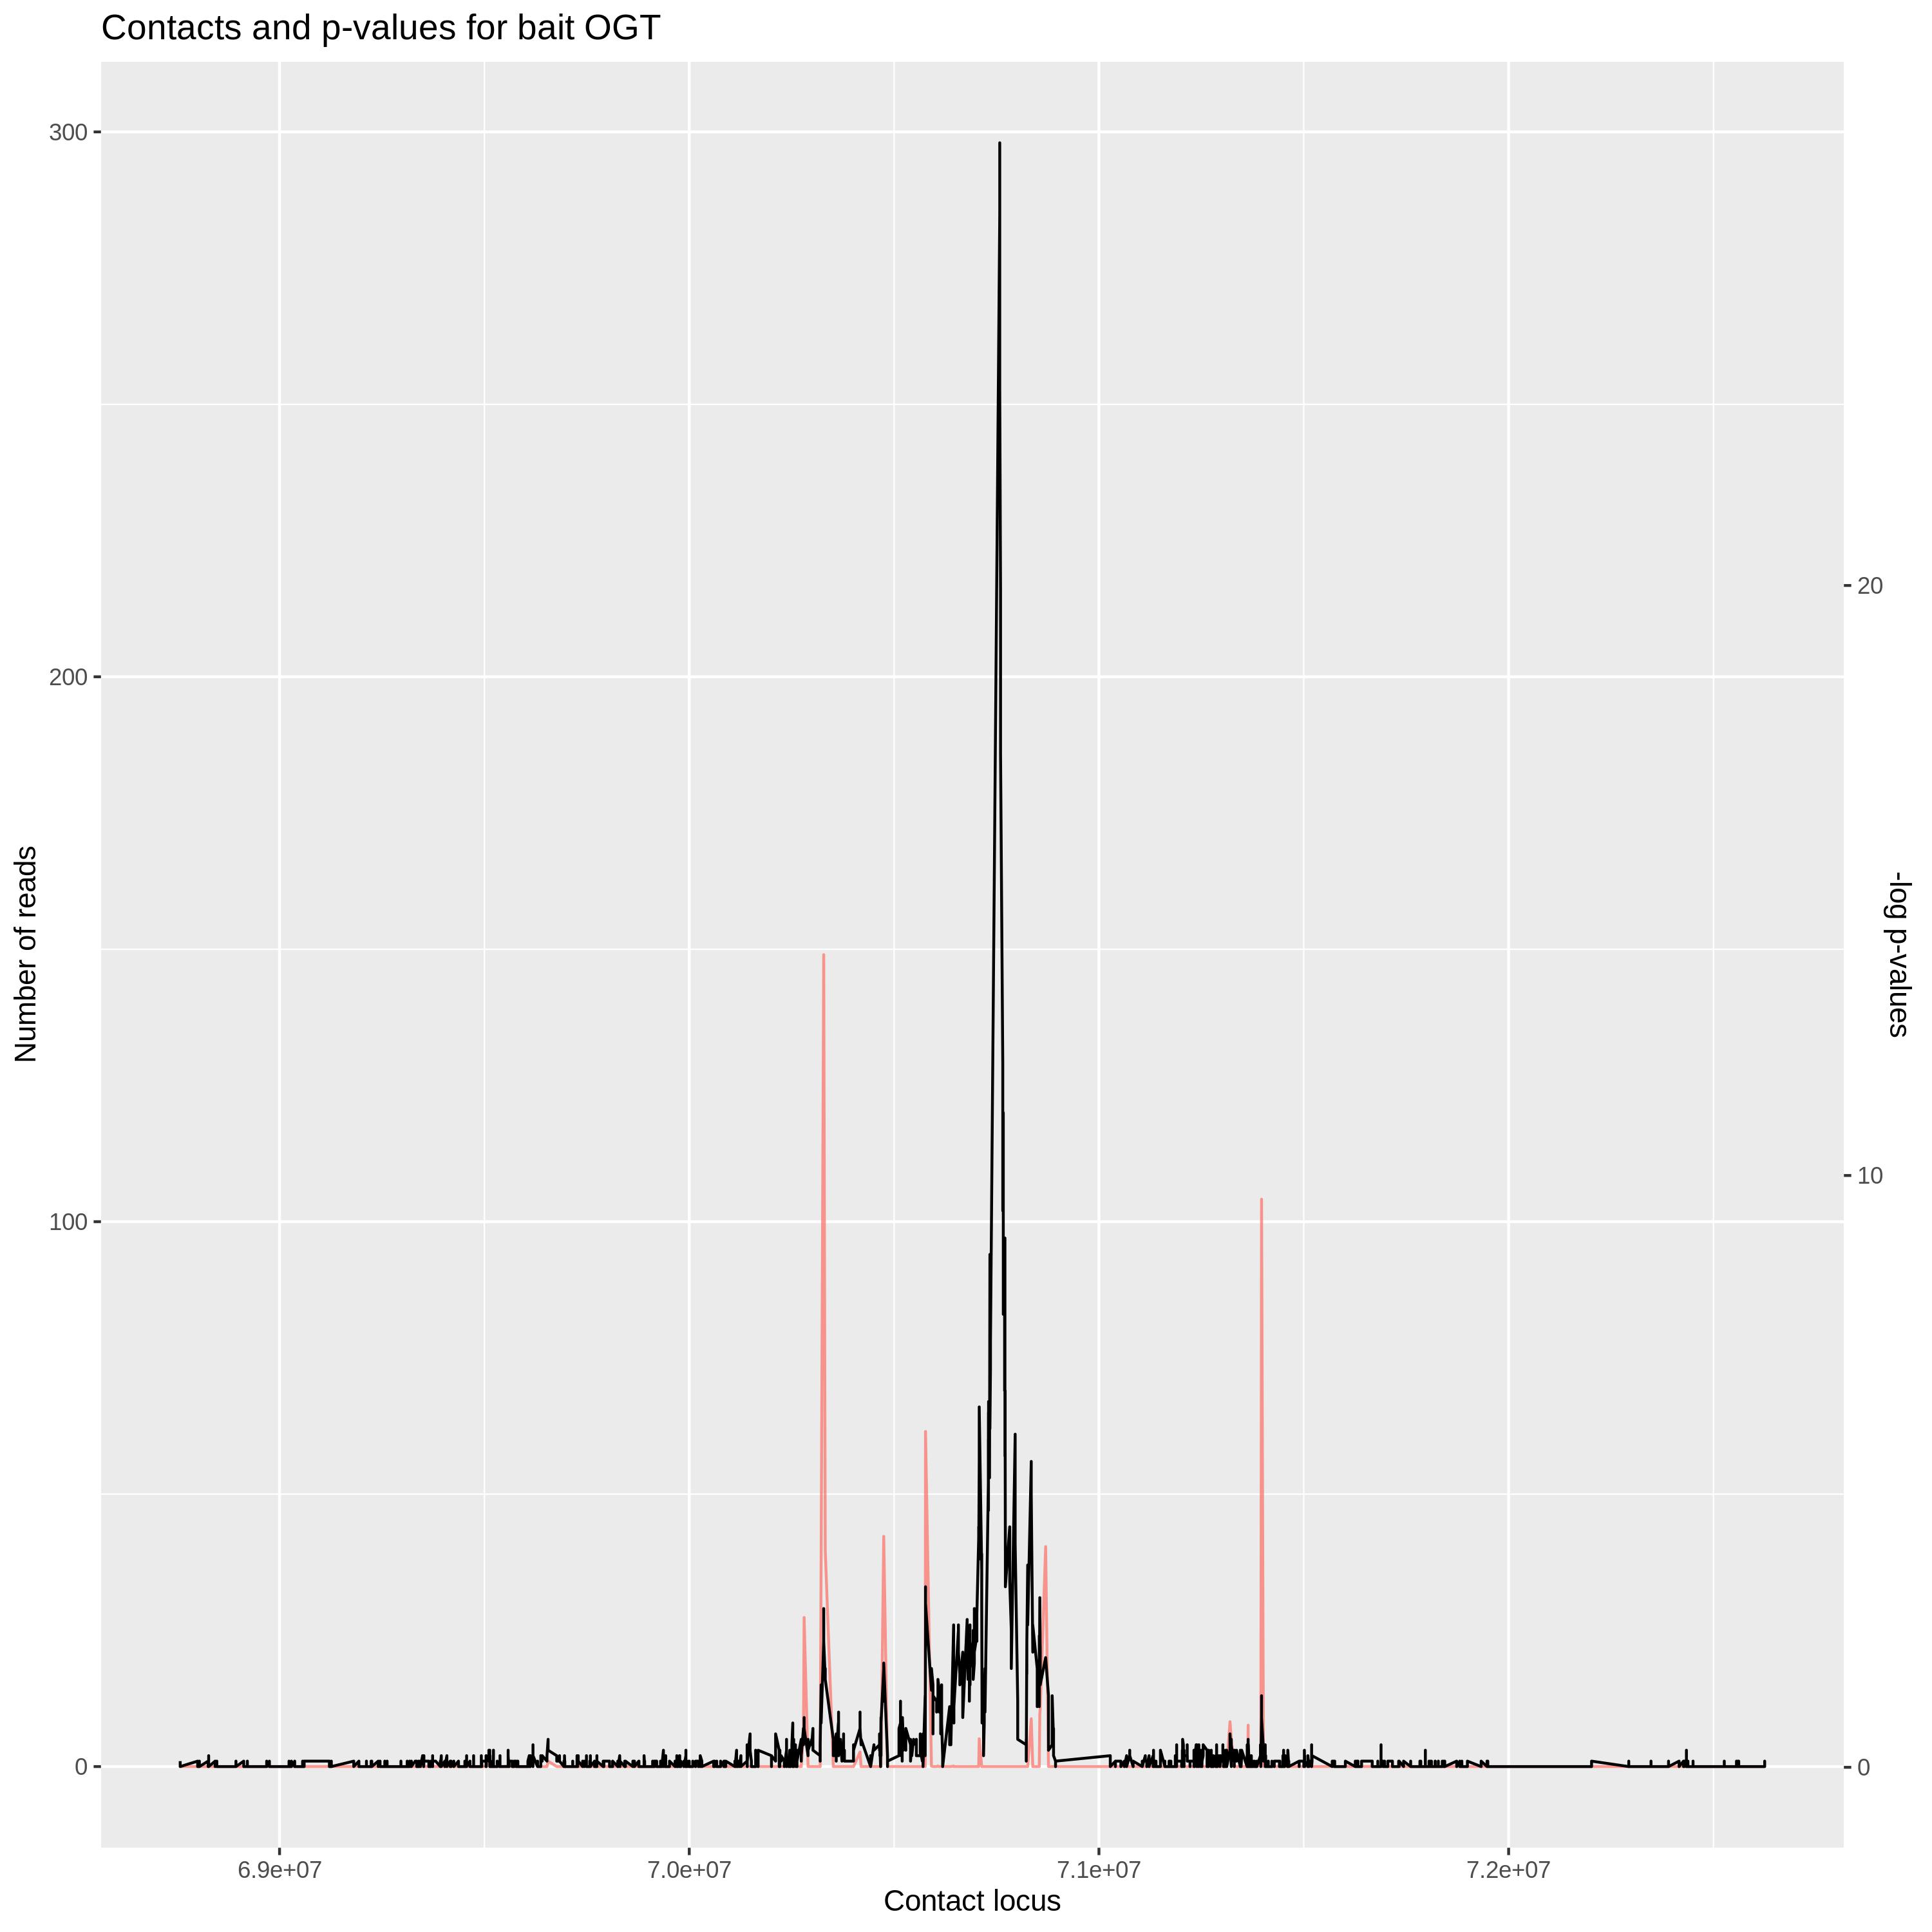 Contacts and p-values for bait OGT
300
200
100
0
Number of reads
20
10
0
-log p-values
6.9e+07
7.0e+07
7.1e+07
7.2e+07
Contact locus